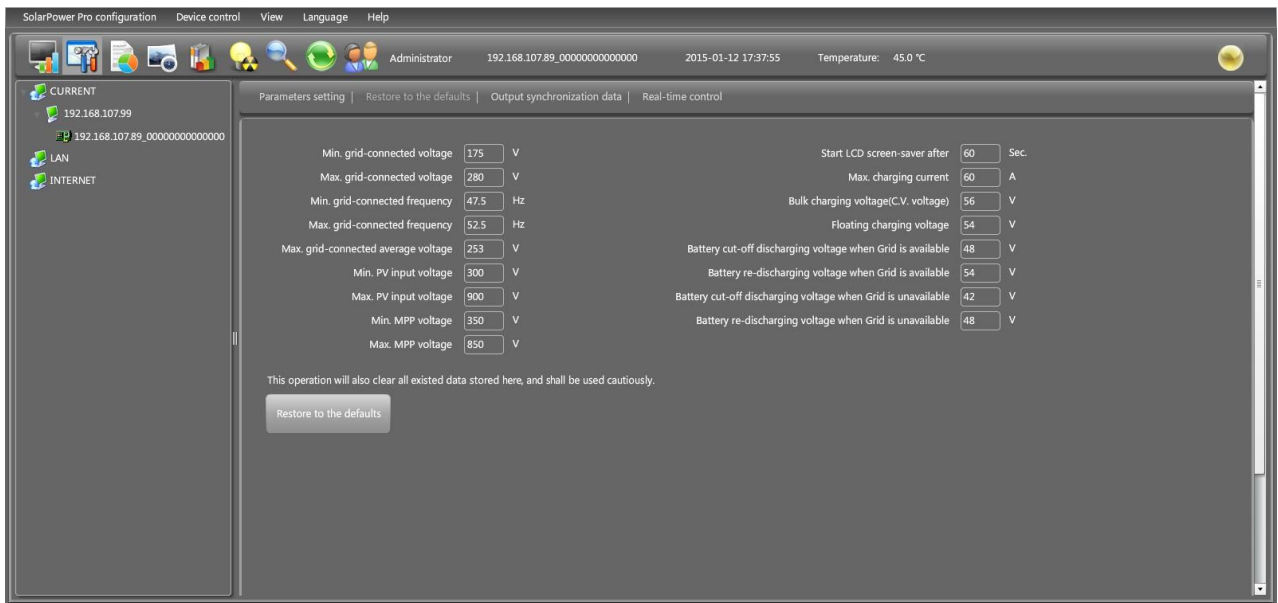 SolarPower Pro configuration Device control View Language Help
Administrator 192.168.107.89_00000000000000 2015-01-12 17:37:55 Temperature: 45.0 ℃
CURRENT
192.168.107.99
192.168.107.89_00000000000000
LAN
INTERNET
Parameters setting | Restore to the defaults | Output synchronization data | Real-time control
Min. grid-connected voltage 175 V
Max. grid-connected voltage 280 V
Min. grid-connected frequency 47.5 Hz
Max. grid-connected frequency 52.5 Hz
Max. grid-connected average voltage 253 V
Min. PV input voltage 300 V
Max. PV input voltage 900 V
Min. MPP voltage 350 V
Max. MPP voltage 850 V
Start LCD screen-saver after 60 Sec.
Max. charging current 60 A
Bulk charging voltage(C.V. voltage) 56 V
Floating charging voltage 54 V
Battery cut-off discharging voltage when Grid is available 48 V
Battery re-discharging voltage when Grid is available 54 V
Battery cut-off discharging voltage when Grid is unavailable 42 V
Battery re-discharging voltage when Grid is unavailable 48 V
This operation will also clear all existed data stored here, and shall be used cautiously.
Restore to the defaults